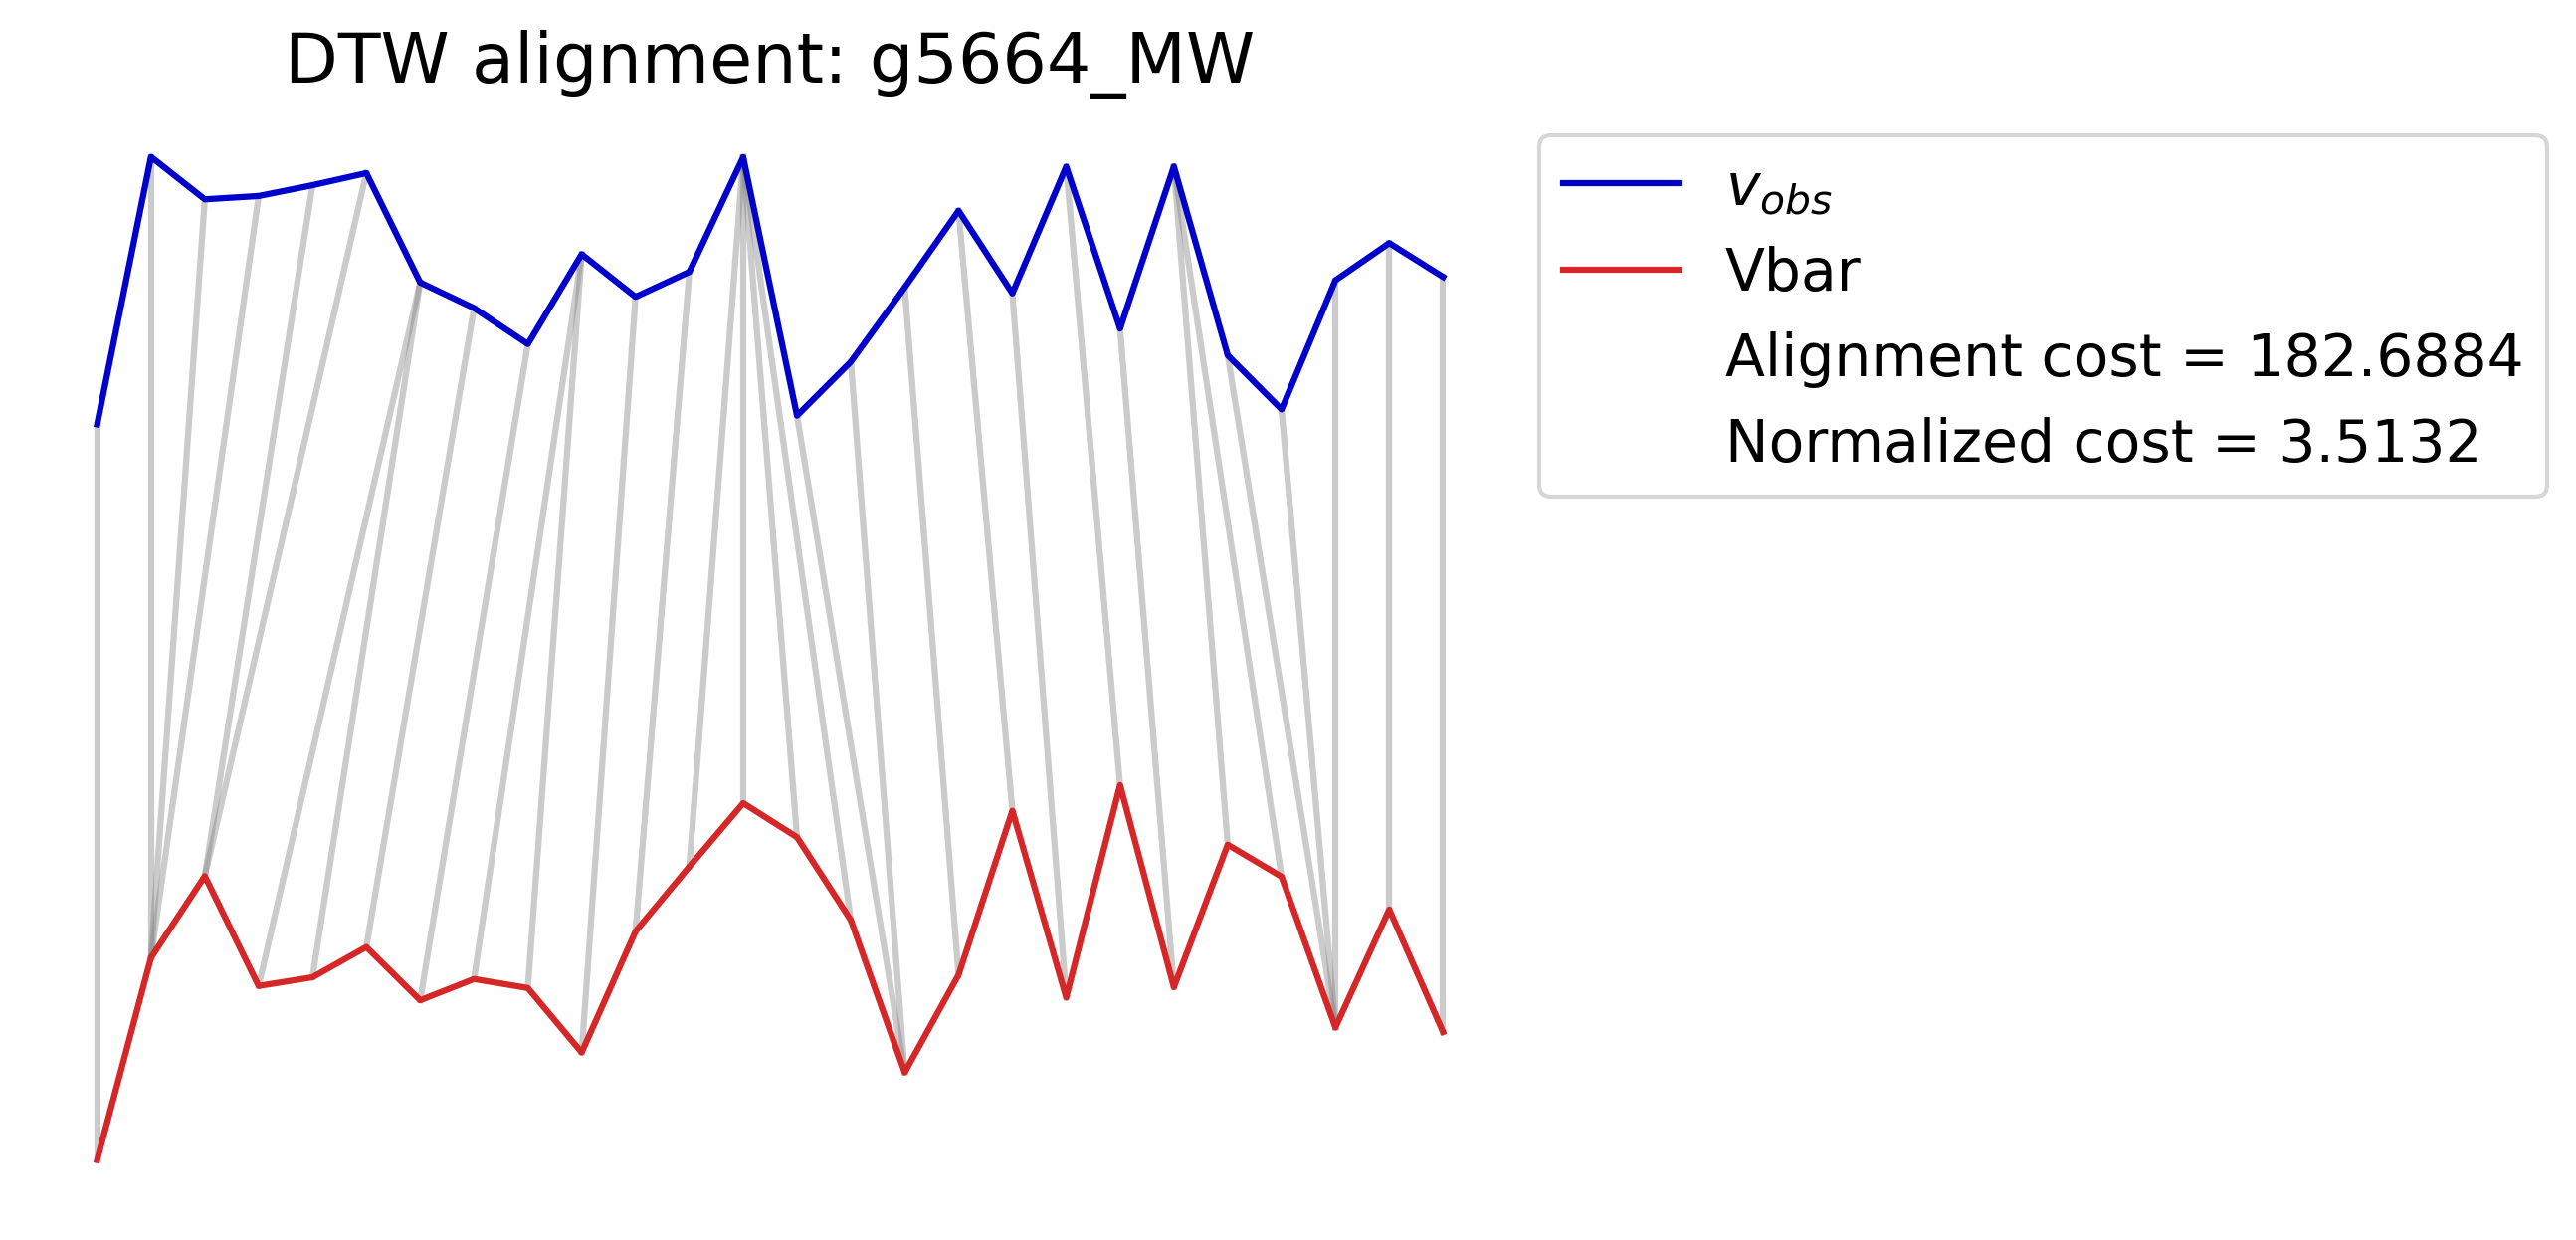 DTW alignment: g5664_MW
v_obs
Vbar
Alignment cost = 182.6884
Normalized cost = 3.5132